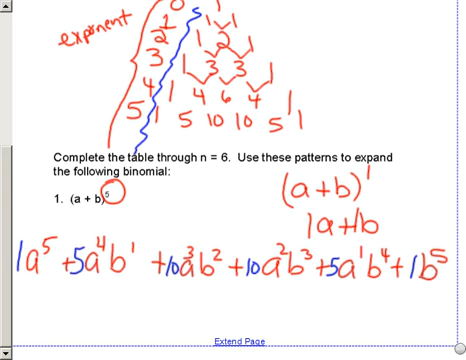 0 1
exponent 1 1 1
2 1 2 1
3 1 3 3 1
4 1 4 6 4 1
5 1 5 10 10 5 1
Complete the table through n = 6. Use these patterns to expand
the following binomial:
1. (a + b)⁵
(a+b)¹
1a+1b
1a⁵ +5a⁴b¹ +10a³b² +10a²b³ +5a¹b⁴ +1b⁵
Extend Page